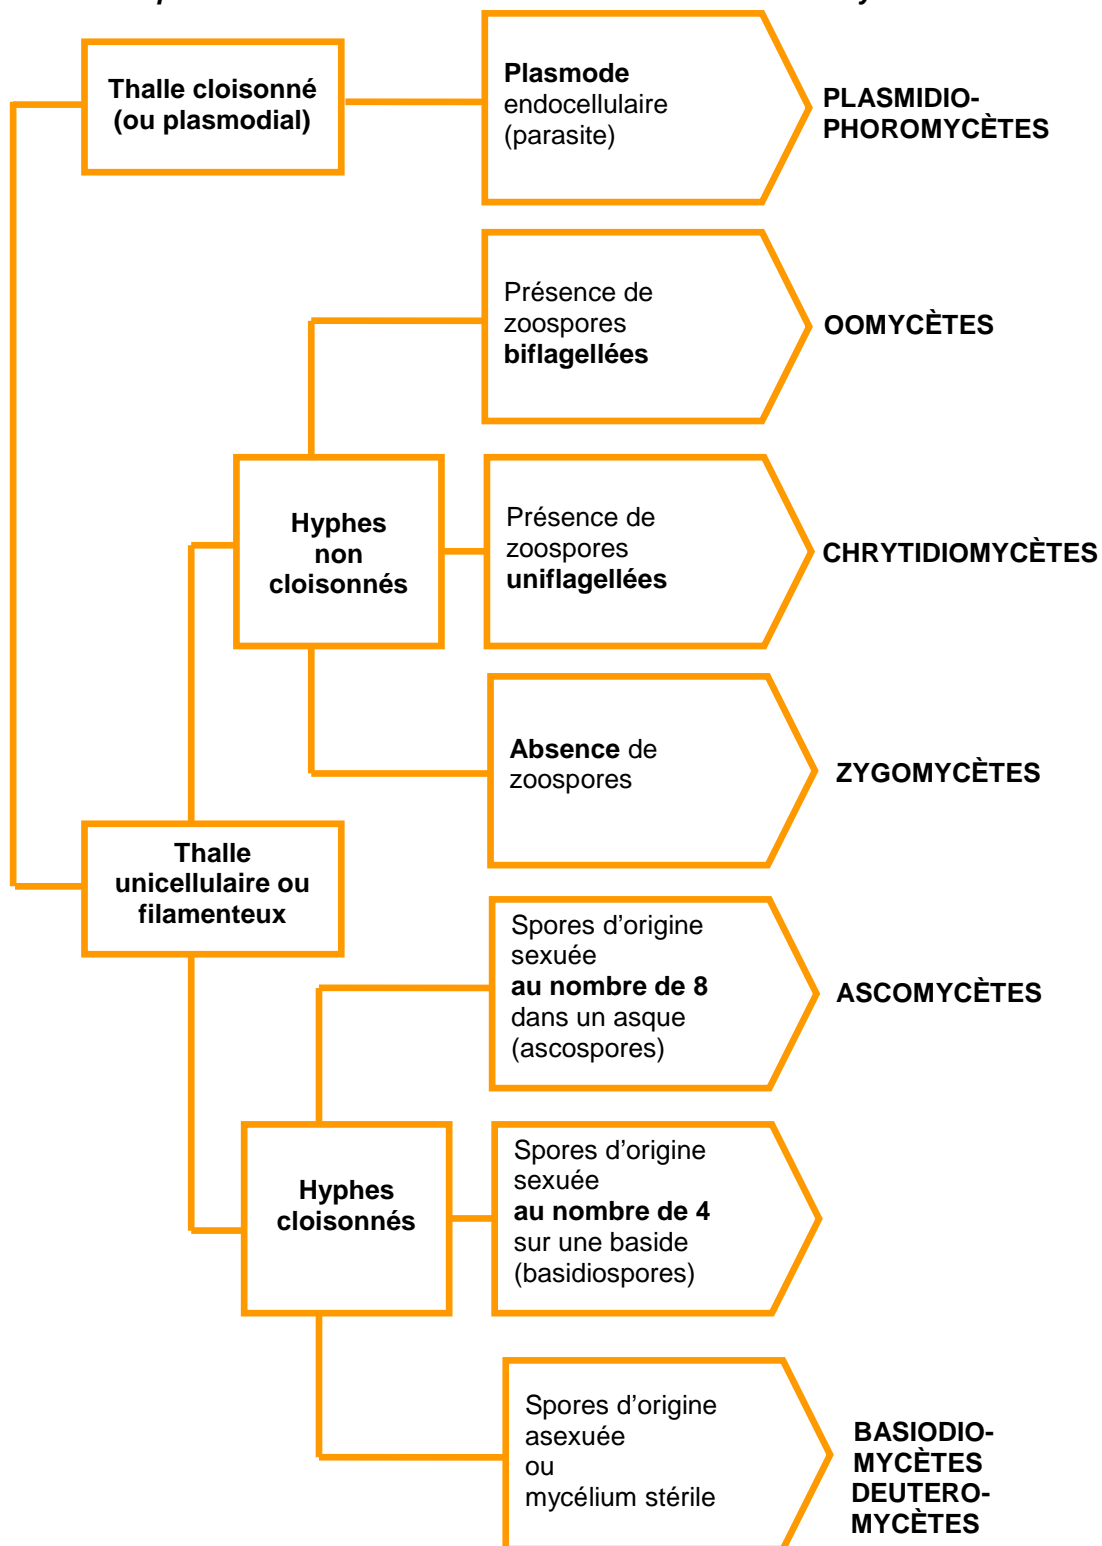 Thalle cloisonné
(ou plasmodial)
Plasmode
endocellulaire
(parasite)
PLASMIDIO-
PHOROMYCÈTES
Présence de
zoospores
biflagellées
OOMYCÈTES
Hyphes
non
cloisonnés
Présence de
zoospores
uniflagellées
CHRYTIDIOMYCÈTES
Absence de
zoospores
ZYGOMYCÈTES
Thalle
unicellulaire ou
filamenteux
Spores d’origine
sexuée
au nombre de 8
dans un asque
(ascospores)
ASCOMYCÈTES
Hyphes
cloisonnés
Spores d’origine
sexuée
au nombre de 4
sur une baside
(basidiospores)
Spores d’origine
asexuée
ou
mycélium stérile
BASIODIO-
MYCÈTES
DEUTERO-
MYCÈTES